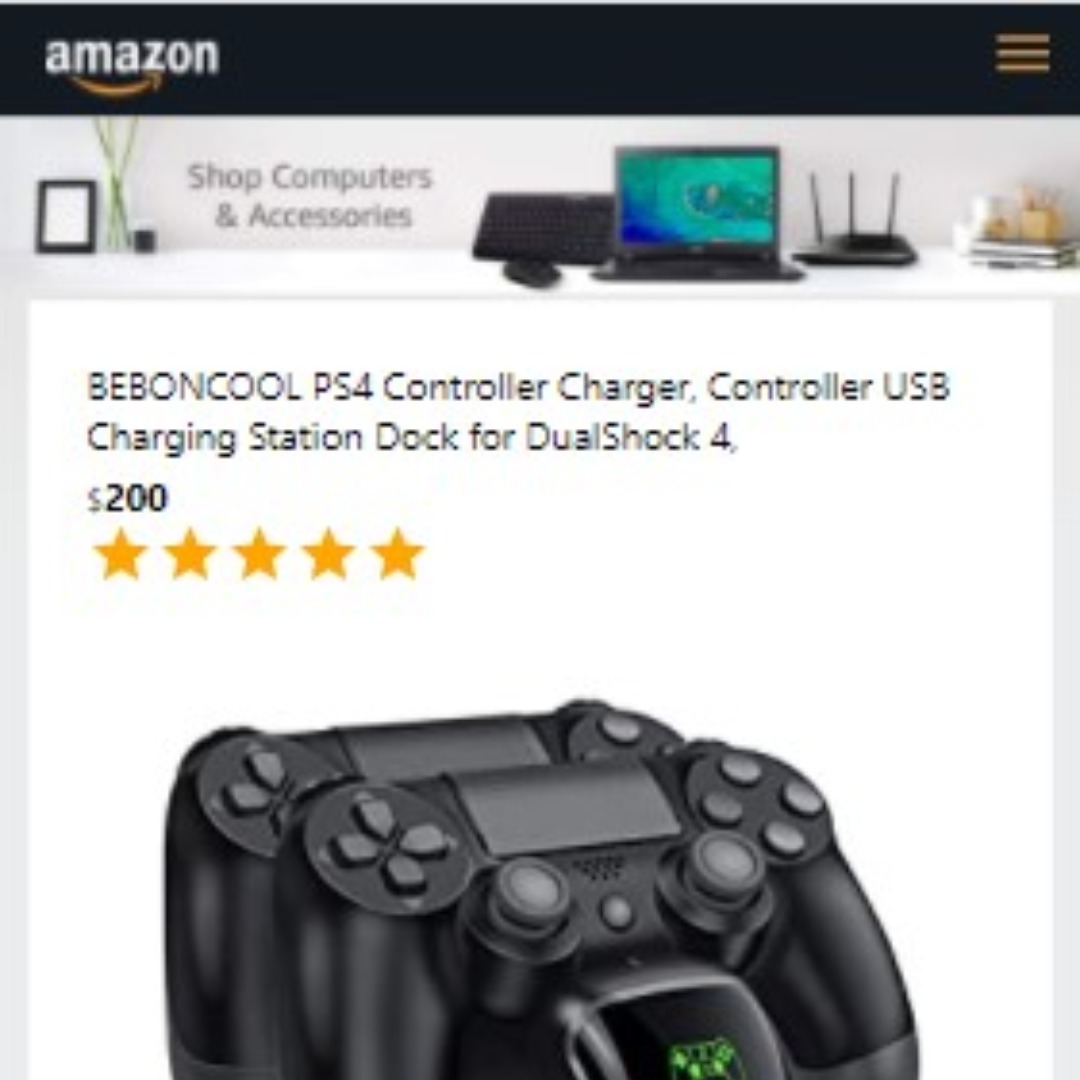 amazon
Shop Computers
& Accessories
BEBONCOOL PS4 Controller Charger, Controller USB
Charging Station Dock for DualShock 4,
$200